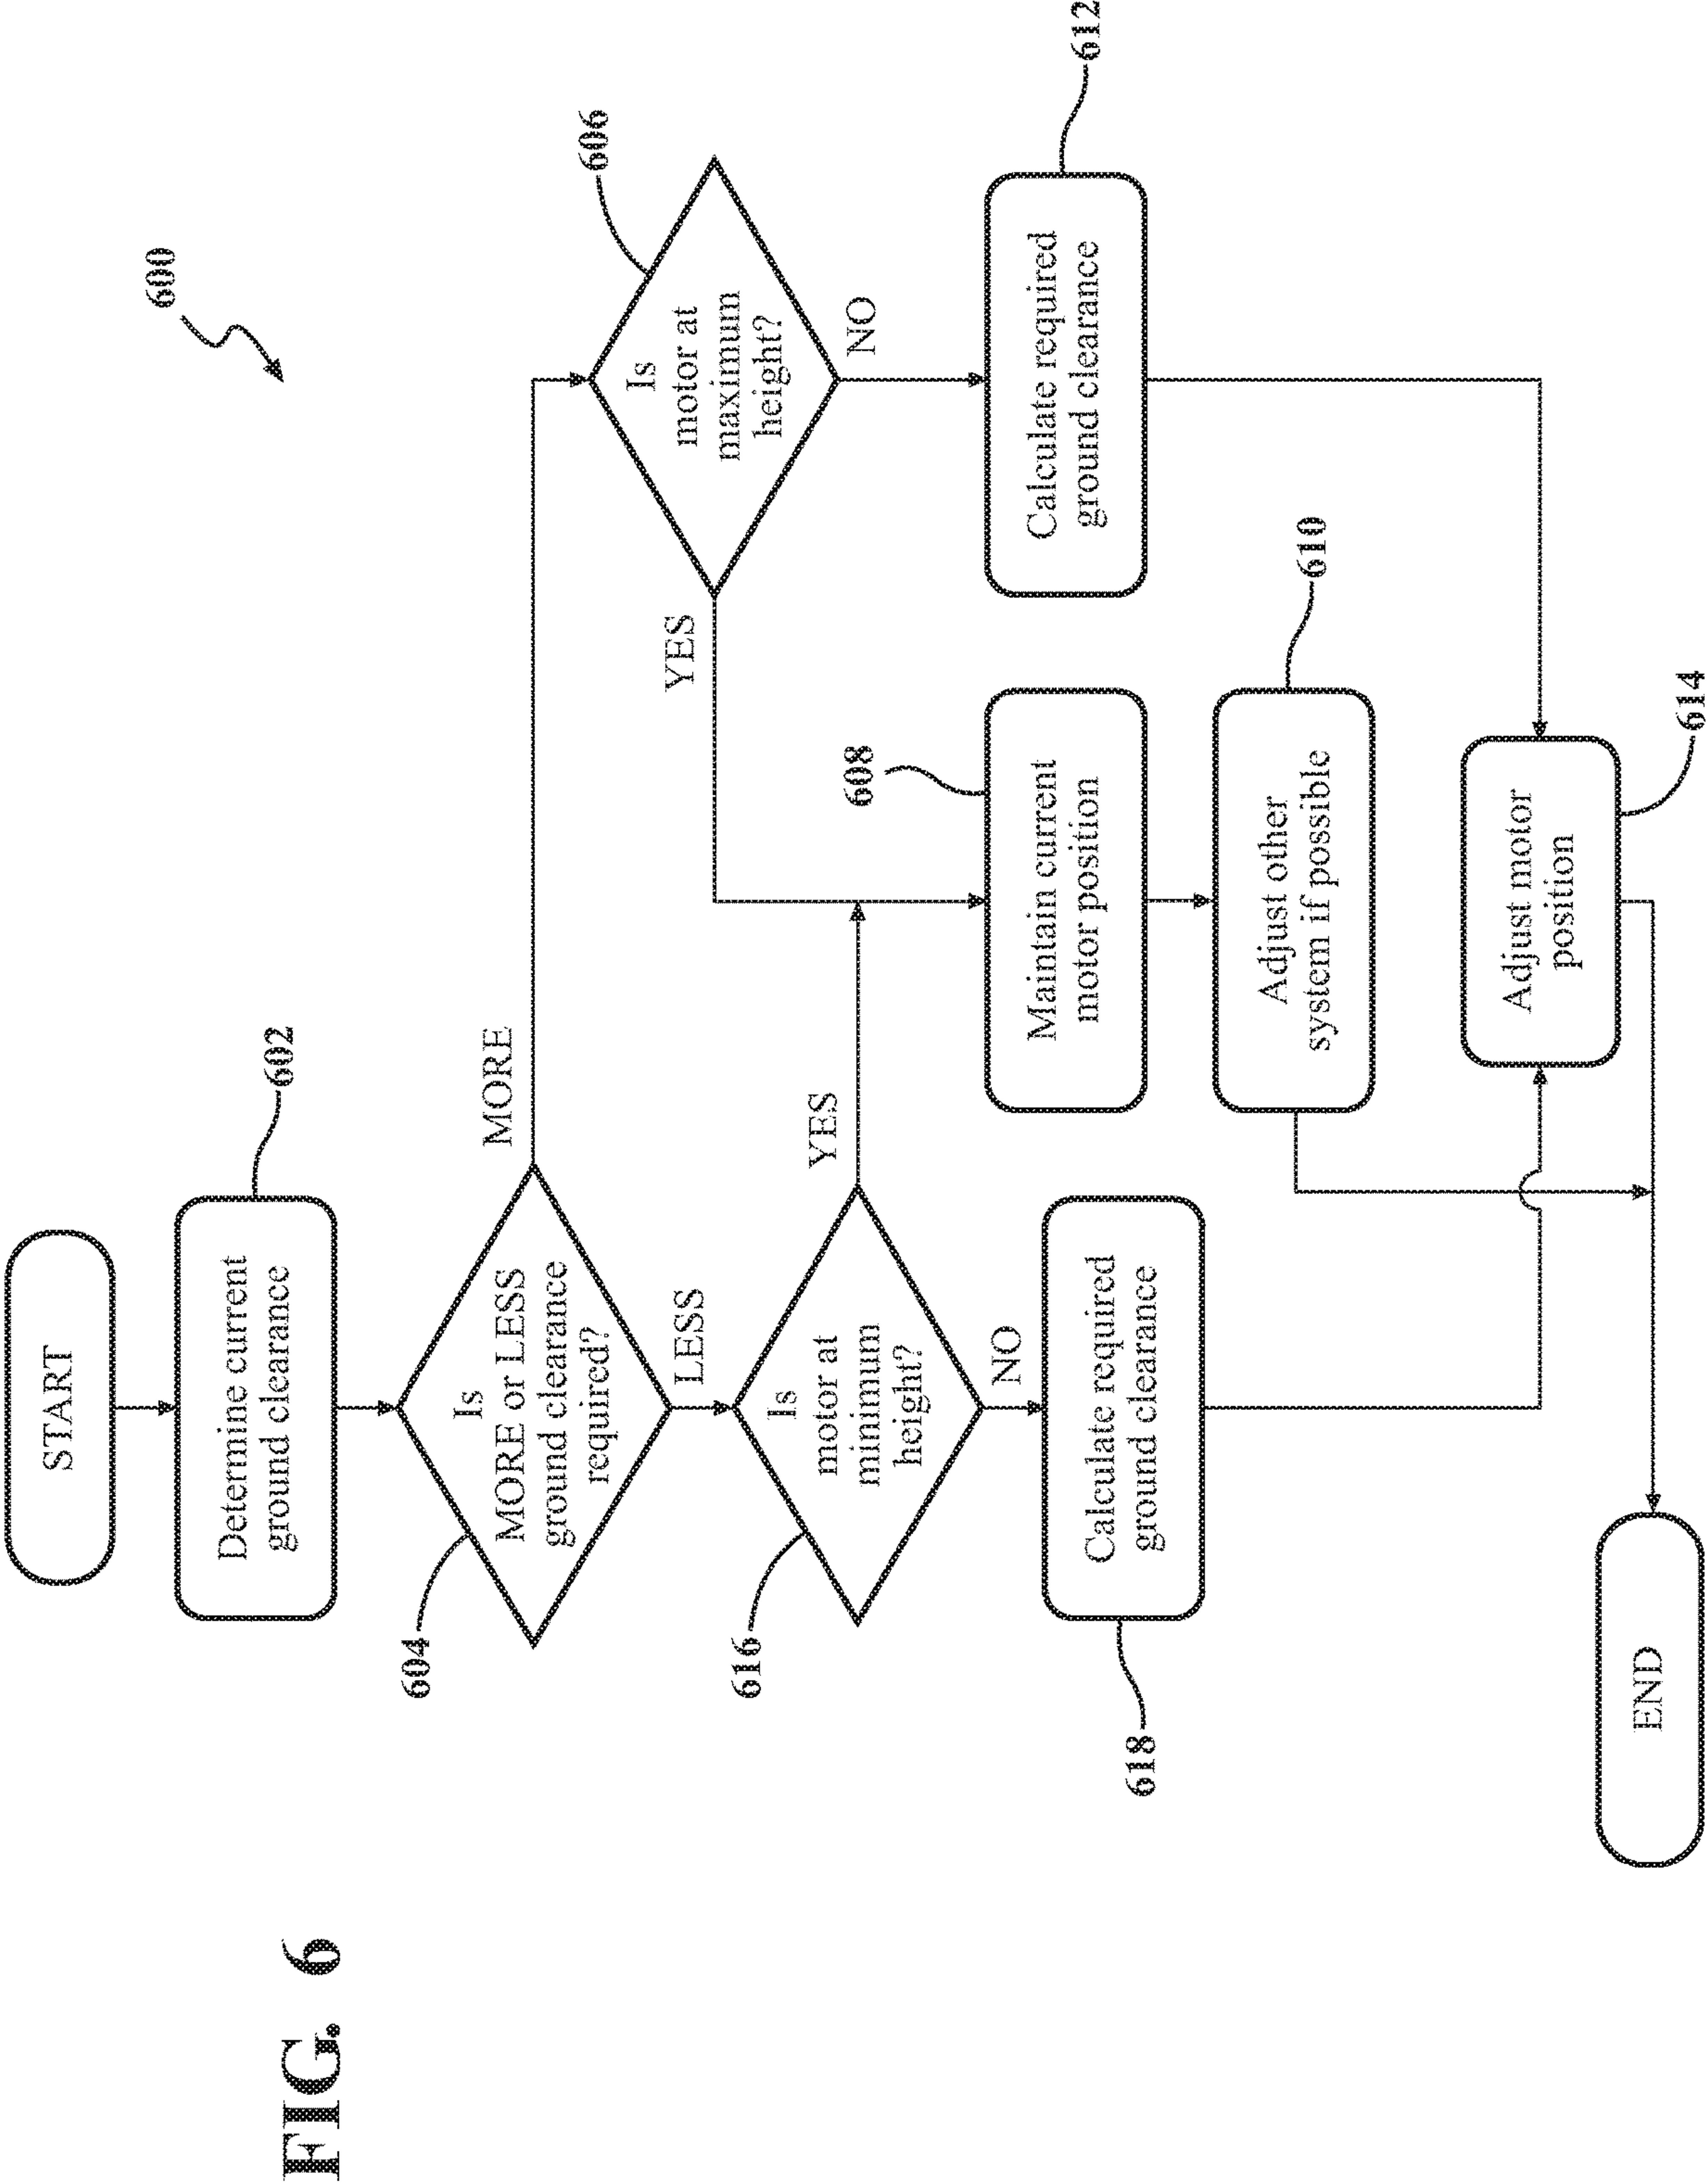 START
Determine current
ground clearance
602
Is
MORE or LESS
ground clearance
required?
604
MORE
LESS
Is
motor at
maximum
height?
606
600
YES
NO
Is
motor at
minimum
height?
616
YES
NO
Maintain current
motor position
608
Calculate required
ground clearance
612
Calculate required
ground clearance
618
Adjust other
system if possible
610
Adjust motor
position
614
END
FIG. 6